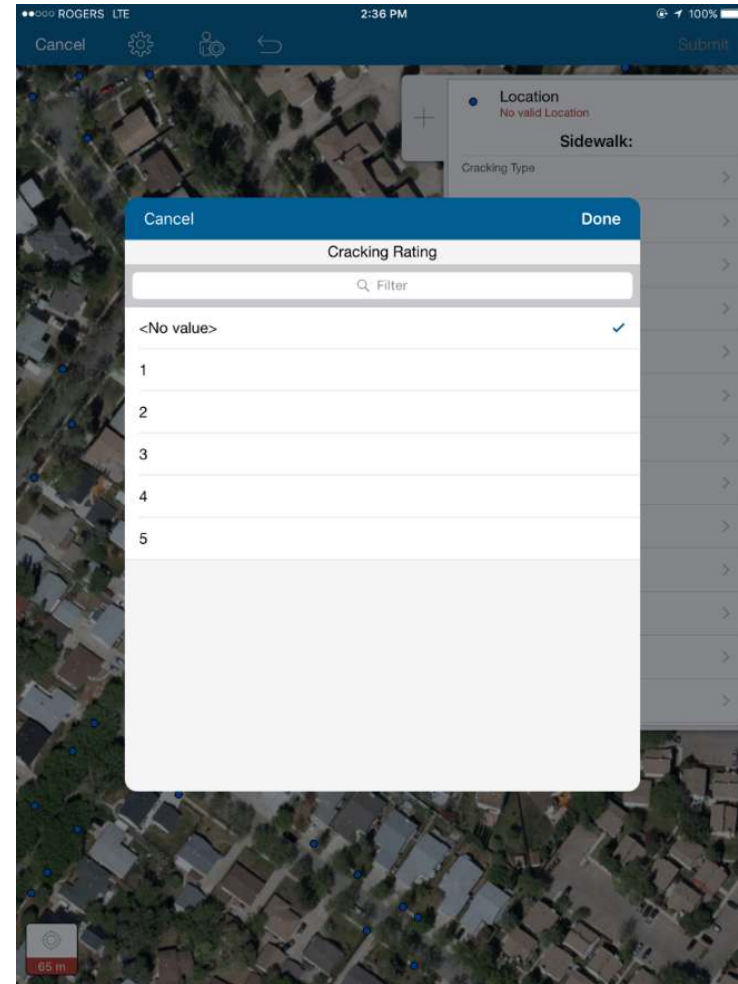 ROGERS LTE 2:36 PM 100%
Cancel Submit
Location
No valid Location
Sidewalk:
Cracking Type
Cancel Done
Cracking Rating
Filter
<No value>
1
2
3
4
5
65 m